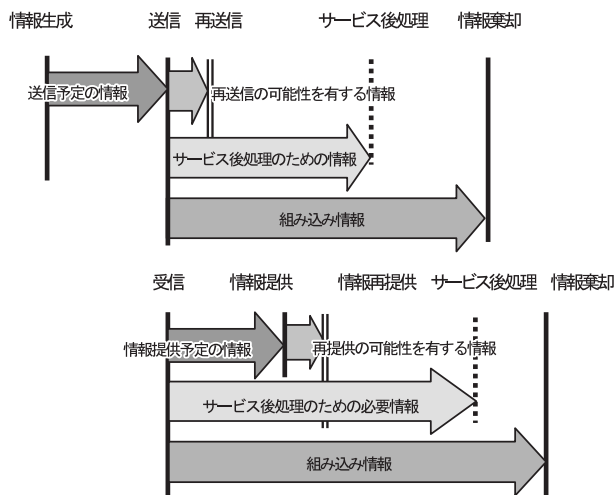 情報生成
送信
再送信
サービス後処理
情報棄却
送信予定の情報
再送信の可能性を有する情報
サービス後処理のための情報
組み込み情報
受信
情報提供
情報再提供
サービス後処理
情報棄却
情報提供予定の情報
再提供の可能性を有する情報
サービス後処理のための必要情報
組み込み情報